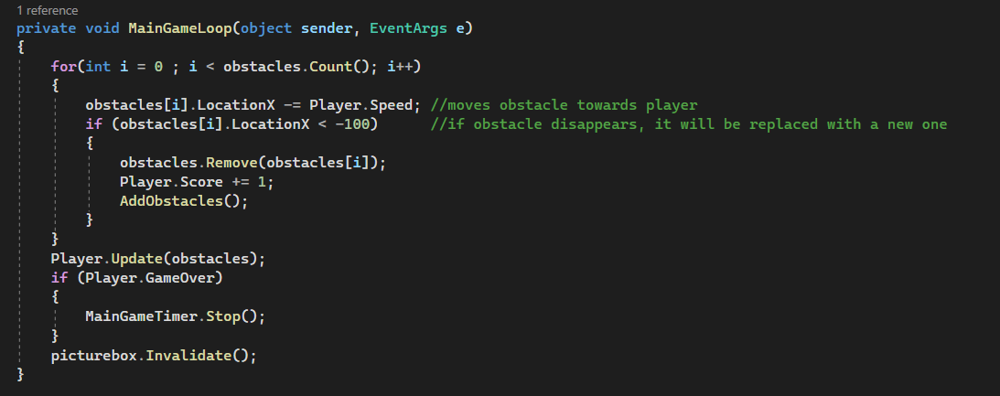 1 reference
private void MainGameLoop(object sender, EventArgs e)
{
    for(int i = 0 ; i < obstacles.Count(); i++)
    {
        obstacles[i].LocationX -= Player.Speed; //moves obstacle towards player
        if (obstacles[i].LocationX < -100)      //if obstacle disappears, it will be replaced with a new one
        {
            obstacles.Remove(obstacles[i]);
            Player.Score += 1;
            AddObstacles();
        }
    }
    Player.Update(obstacles);
    if (Player.GameOver)
    {
        MainGameTimer.Stop();
    }
    picturebox.Invalidate();
}